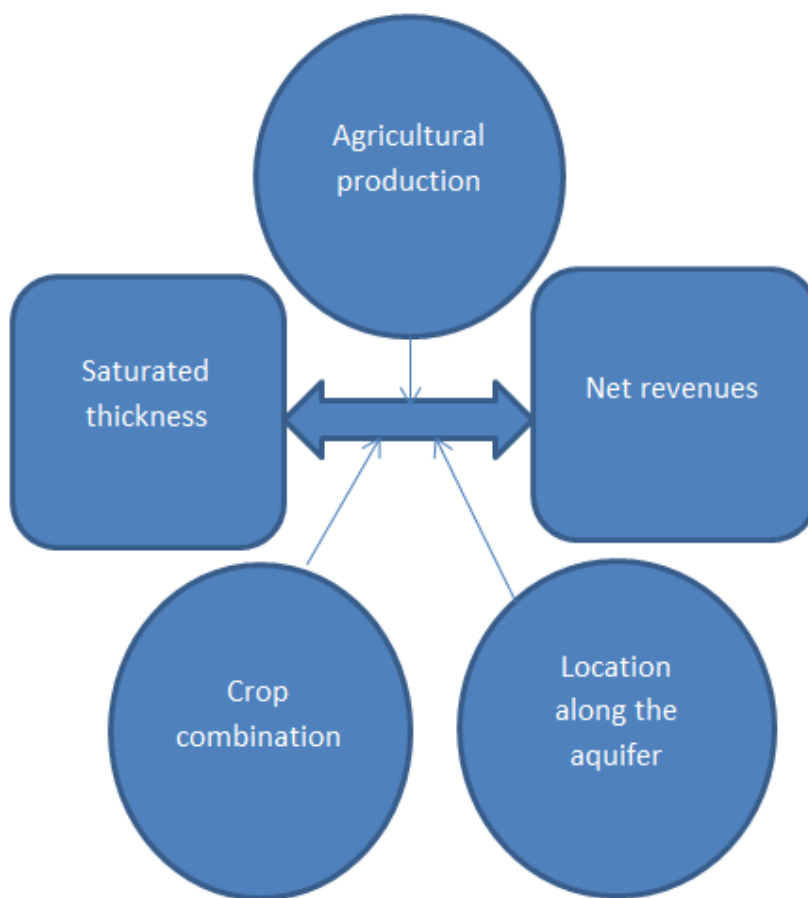 Agricultural
production
Saturated
thickness
Net revenues
Crop
combination
Location
along the
aquifer